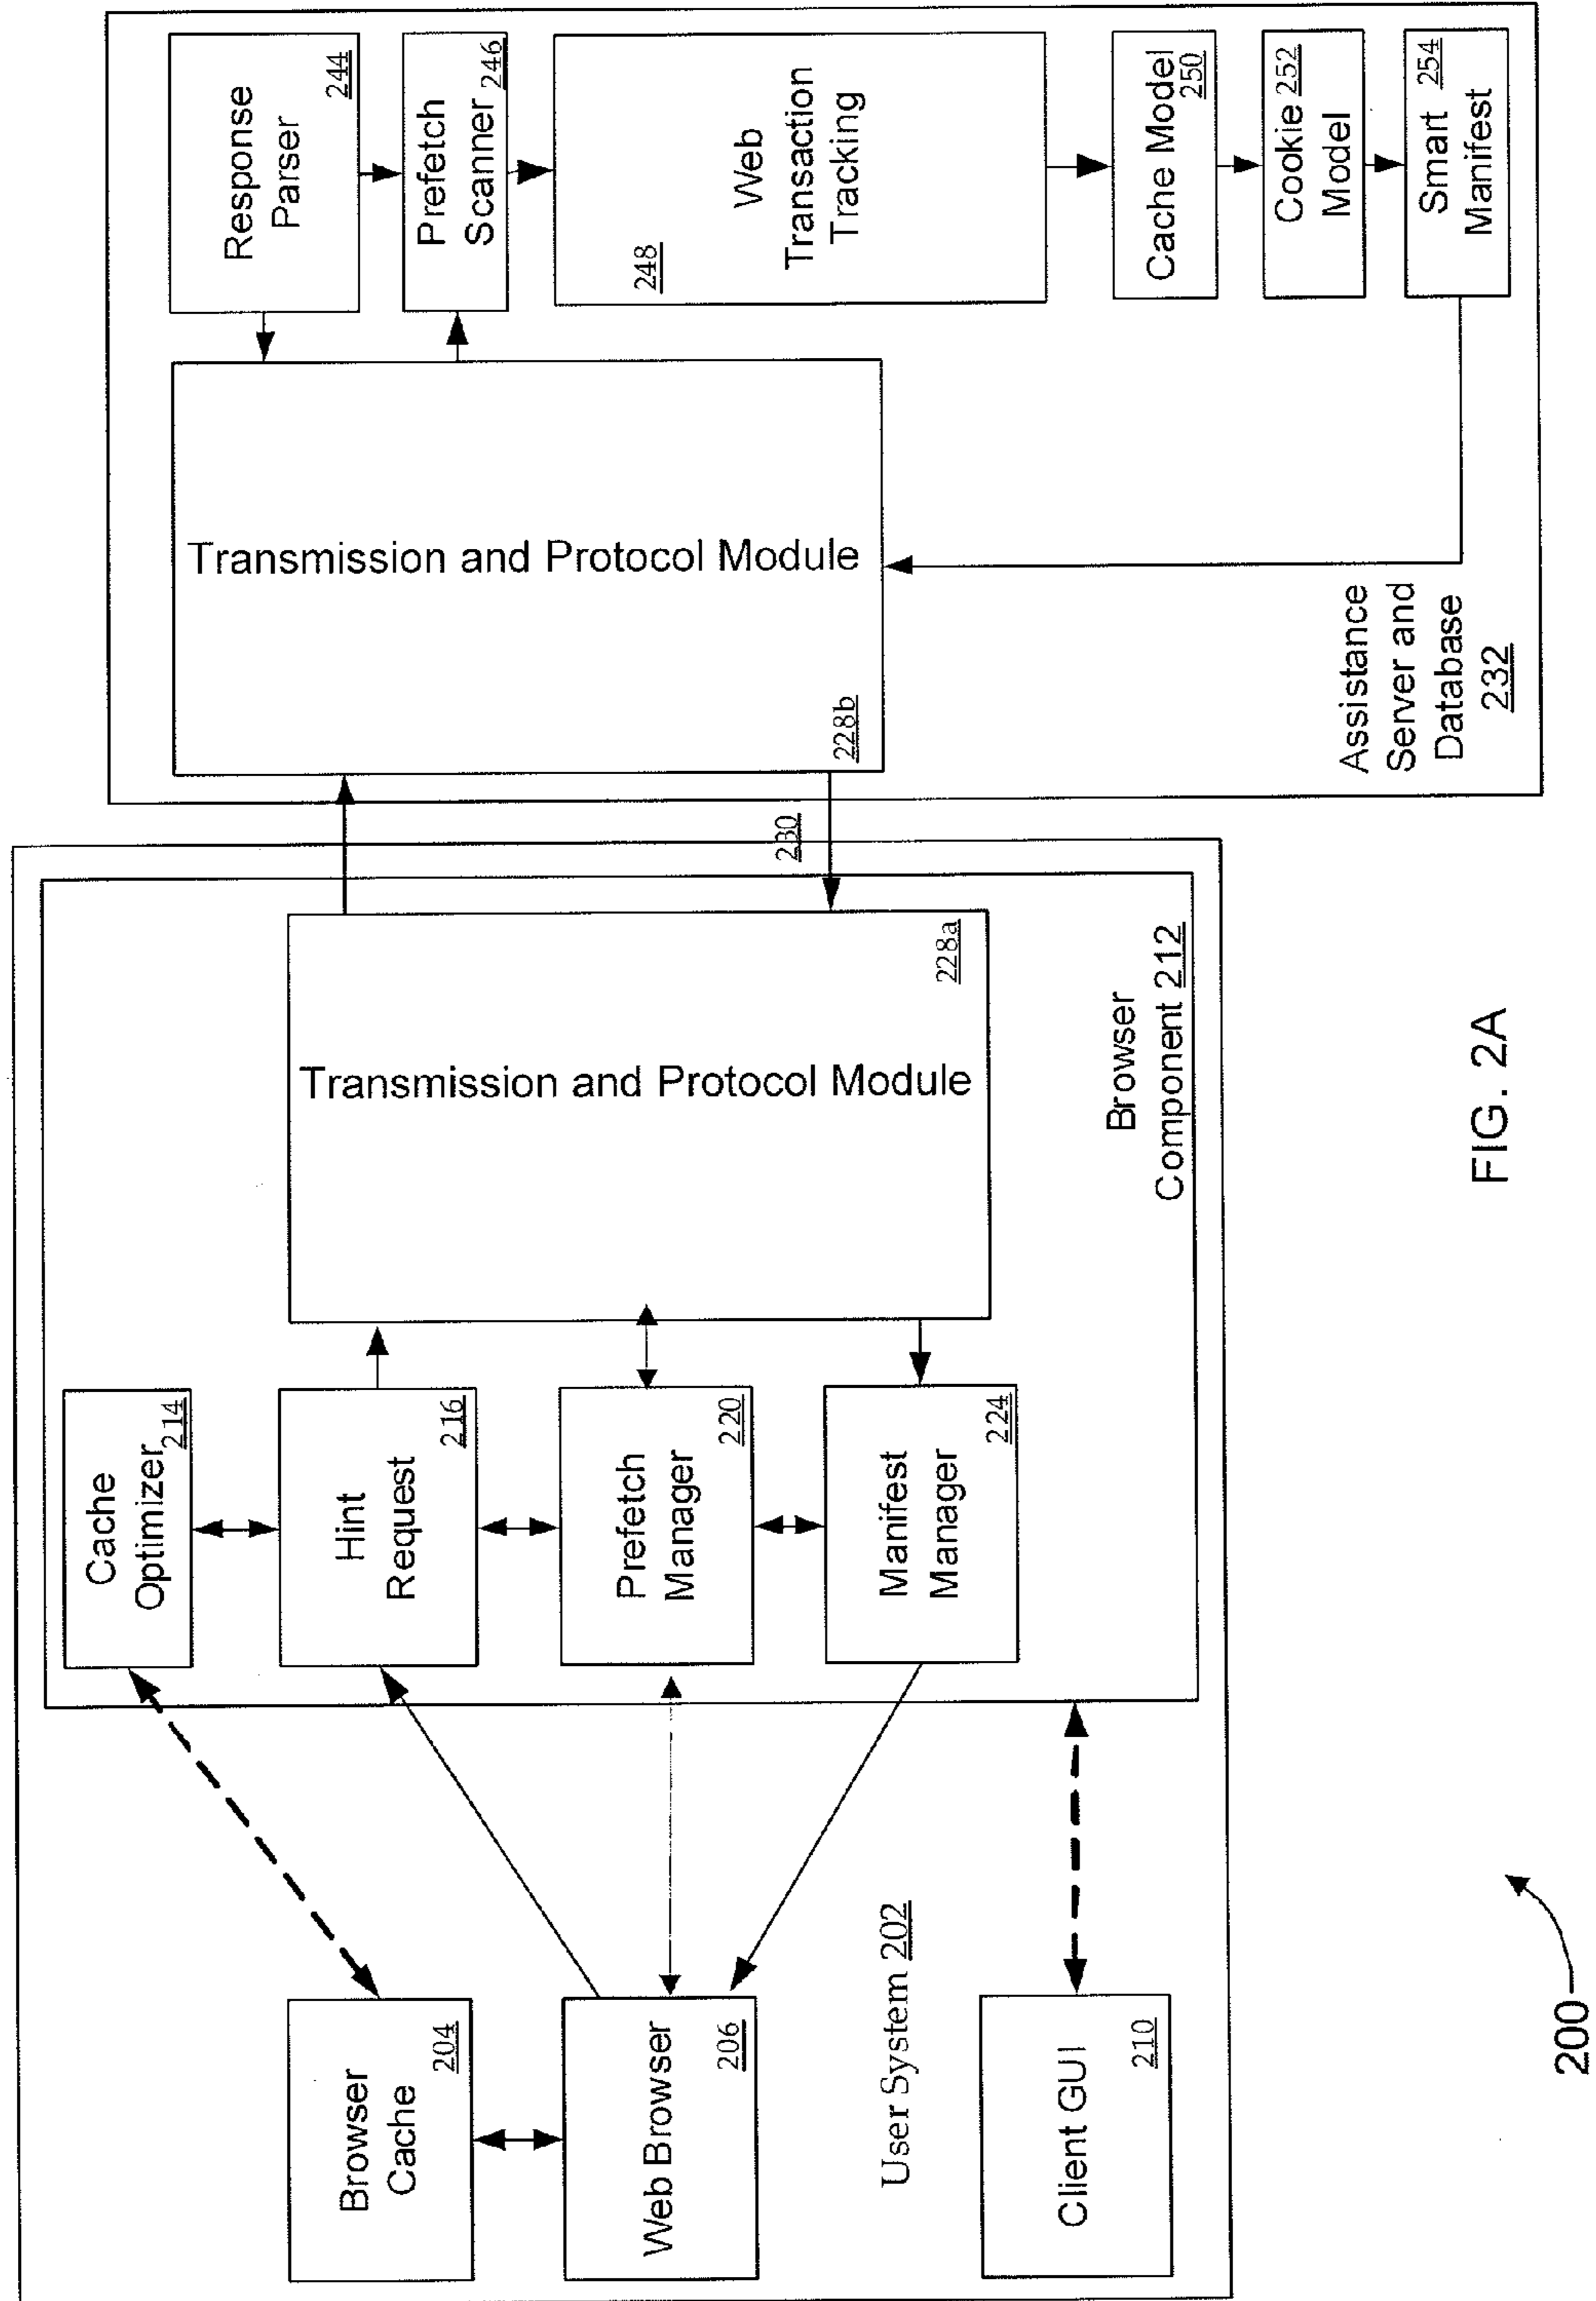 Browser
Cache
204
Web Browser
206
User System 202
Client GUI
210
Cache
Optimizer
214
Hint
Request
216
Prefetch
Manager
220
Manifest
Manager
224
Transmission and Protocol Module
228a
Browser
Component 212
230
Transmission and Protocol Module
228b
Response
Parser
244
Prefetch
Scanner
246
Web
Transaction
Tracking
248
Cache Model
250
Cookie 252
Model
Smart 254
Manifest
Assistance
Server and
Database
232
200
FIG. 2A